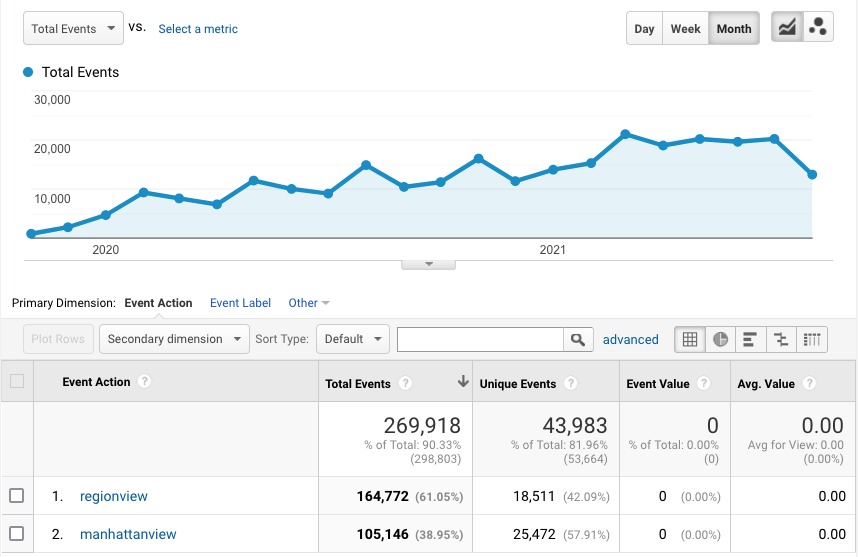 Total Events vs. Select a metric Day Week Month
Total Events
30,000
20,000
10,000
2020 2021
Primary Dimension: Event Action Event Label Other
Plot Rows Secondary dimension Sort Type: Default advanced
Event Action ? Total Events ? Unique Events ? Event Value ? Avg. Value ?
269,918 43,983 0 0.00
% of Total: 90.33% % of Total: 81.96% % of Total: 0.00% Avg for View: 0.00
(298,803) (53,664) (0) (0.00%)
1. regionview 164,772 (61.05%) 18,511 (42.09%) 0 (0.00%) 0.00
2. manhattanview 105,146 (38.95%) 25,472 (57.91%) 0 (0.00%) 0.00